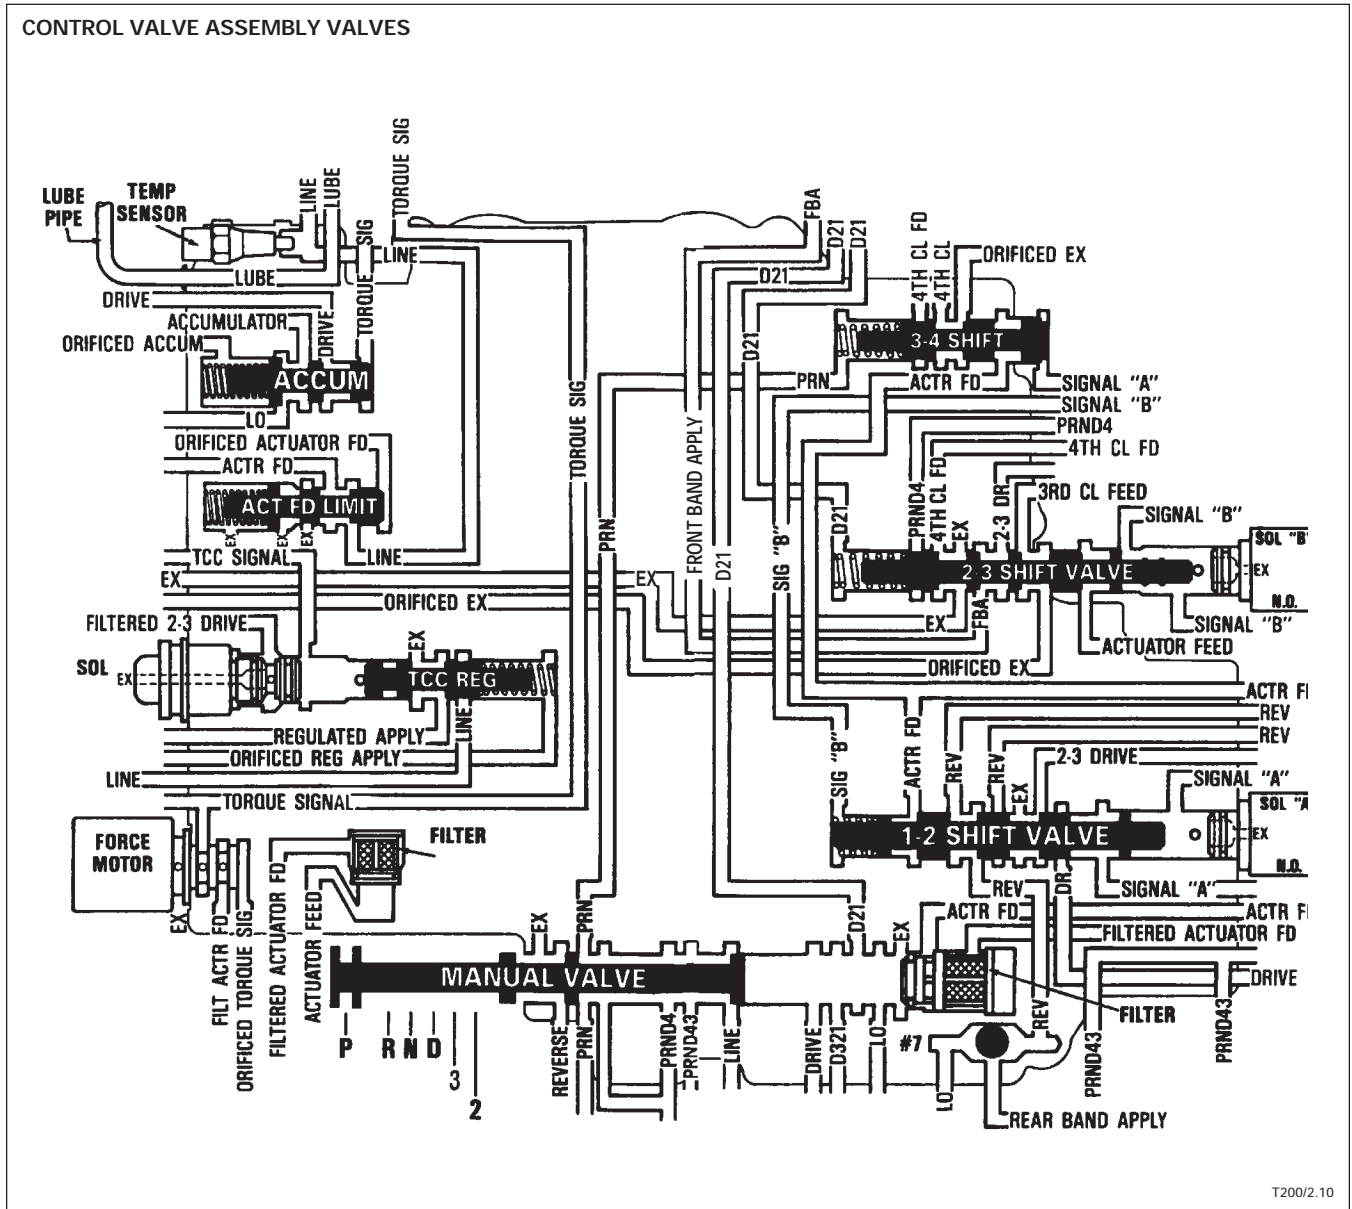 CONTROL VALVE ASSEMBLY VALVES
TORQUE SIG
LINE
LUBE
LUBE PIPE
TEMP SENSOR
TORQUE SIG
LINE
LUBE
DRIVE
DRIVE
ACCUMULATOR
ORIFICED ACCUM
ACCUM
LO
ORIFICED ACTUATOR FD
ACTR FD
ACT FD LIMIT
EX
EX
EX
TCC SIGNAL
LINE
EX
EX
ORIFICED EX
FILTERED 2-3 DRIVE
SOL
EX
EX
TCC REG
LINE
REGULATED APPLY
ORIFICED REG APPLY
LINE
TORQUE SIGNAL
TORQUE SIG
PRN
FRONT BAND APPLY
D21
FBA
D21
D21
D21
D21
4TH CL FD
4TH CL
ORIFICED EX
3-4 SHIFT
PRN
ACTR FD
SIGNAL "A"
SIGNAL "B"
PRND4
4TH CL FD
SIG "B"
D21
PRND4
4TH CL FD
EX
2-3 DR
3RD CL FEED
SIGNAL "B"
SOL "B"
EX
N.O.
2-3 SHIFT VALVE
EX
FBA
SIGNAL "B"
ACTUATOR FEED
ORIFICED EX
ACTR F
REV
REV
2-3 DRIVE
SIG "B"
ACTR FD
REV
REV
EX
SIGNAL "A"
SOL "A
EX
N.O.
1-2 SHIFT VALVE
REV
DR
SIGNAL "A"
FORCE MOTOR
EX
FILT ACTR FD
ORIFICED TORQUE SIG
FILTERED ACTUATOR FD
ACTUATOR FEED
FILTER
EX
PRN
D21
EX
ACTR FD
ACTR F
FILTERED ACTUATOR FD
DRIVE
FILTER
MANUAL VALVE
P
R
N
D
3
2
REVERSE
PRN
PRND4
PRND43
LINE
DRIVE
D321
LO
#7
LO
REV
PRND43
PRND43
REAR BAND APPLY
T200/2.10